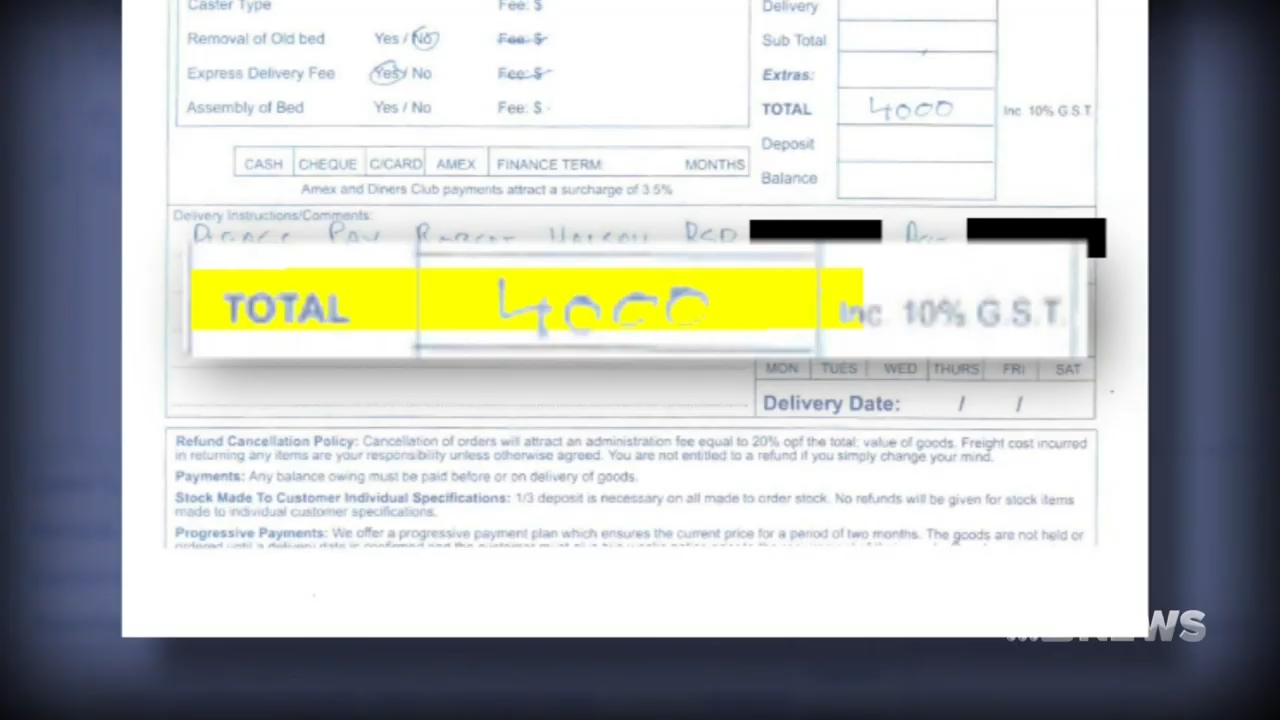 Caster Type Fee: $ Delivery
Removal of Old bed Yes / No Fee: $ Sub Total
Express Delivery Fee Yes / No Fee: $ Extras:
Assembly of Bed Yes / No Fee: $ TOTAL 4000 Inc 10% G.S.T.
Deposit
CASH CHEQUE C/CARD AMEX FINANCE TERM MONTHS Balance
Amex and Diners Club payments attract a surcharge of 3.5%
Delivery Instructions/Comments:
TOTAL 4000 Inc 10% G.S.T.
MON TUES WED THURS FRI SAT
Delivery Date: / /
Refund Cancellation Policy: Cancellation of orders will attract an administration fee equal to 20% opf the total; value of goods. Freight cost incurred
in returning any items are your responsibility unless otherwise agreed. You are not entitled to a refund if you simply change your mind.
Payments: Any balance owing must be paid before or on delivery of goods.
Stock Made To Customer Individual Specifications: 1/3 deposit is necessary on all made to order stock. No refunds will be given for stock items
made to individual customer specifications.
Progressive Payments: We offer a progressive payment plan which ensures the current price for a period of two months. The goods are not held or
NEWS